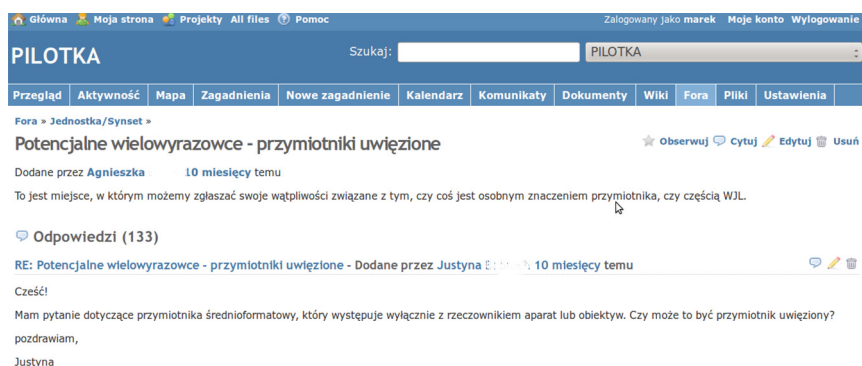 Główna Moja strona Projekty All files Pomoc Zalogowany jako marek Moje konto Wylogowanie
PILOTKA Szukaj: PILOTKA
Przegląd Aktywność Mapa Zagadnienia Nowe zagadnienie Kalendarz Komunikaty Dokumenty Wiki Fora Pliki Ustawienia
Fora » Jednostka/Synset »
Potencjalne wielowyrazowce - przymiotniki uwięzione Obserwuj Cytuj Edytuj Usuń
Dodane przez Agnieszka 10 miesięcy temu
To jest miejsce, w którym możemy zgłaszać swoje wątpliwości związane z tym, czy coś jest osobnym znaczeniem przymiotnika, czy częścią WJL.
Odpowiedzi (133)
RE: Potencjalne wielowyrazowce - przymiotniki uwięzione - Dodane przez Justyna 10 miesięcy temu
Cześć!
Mam pytanie dotyczące przymiotnika średnioformatowy, który występuje wyłącznie z rzeczownikiem aparat lub obiektyw. Czy może to być przymiotnik uwięziony?
pozdrawiam,
Justyna